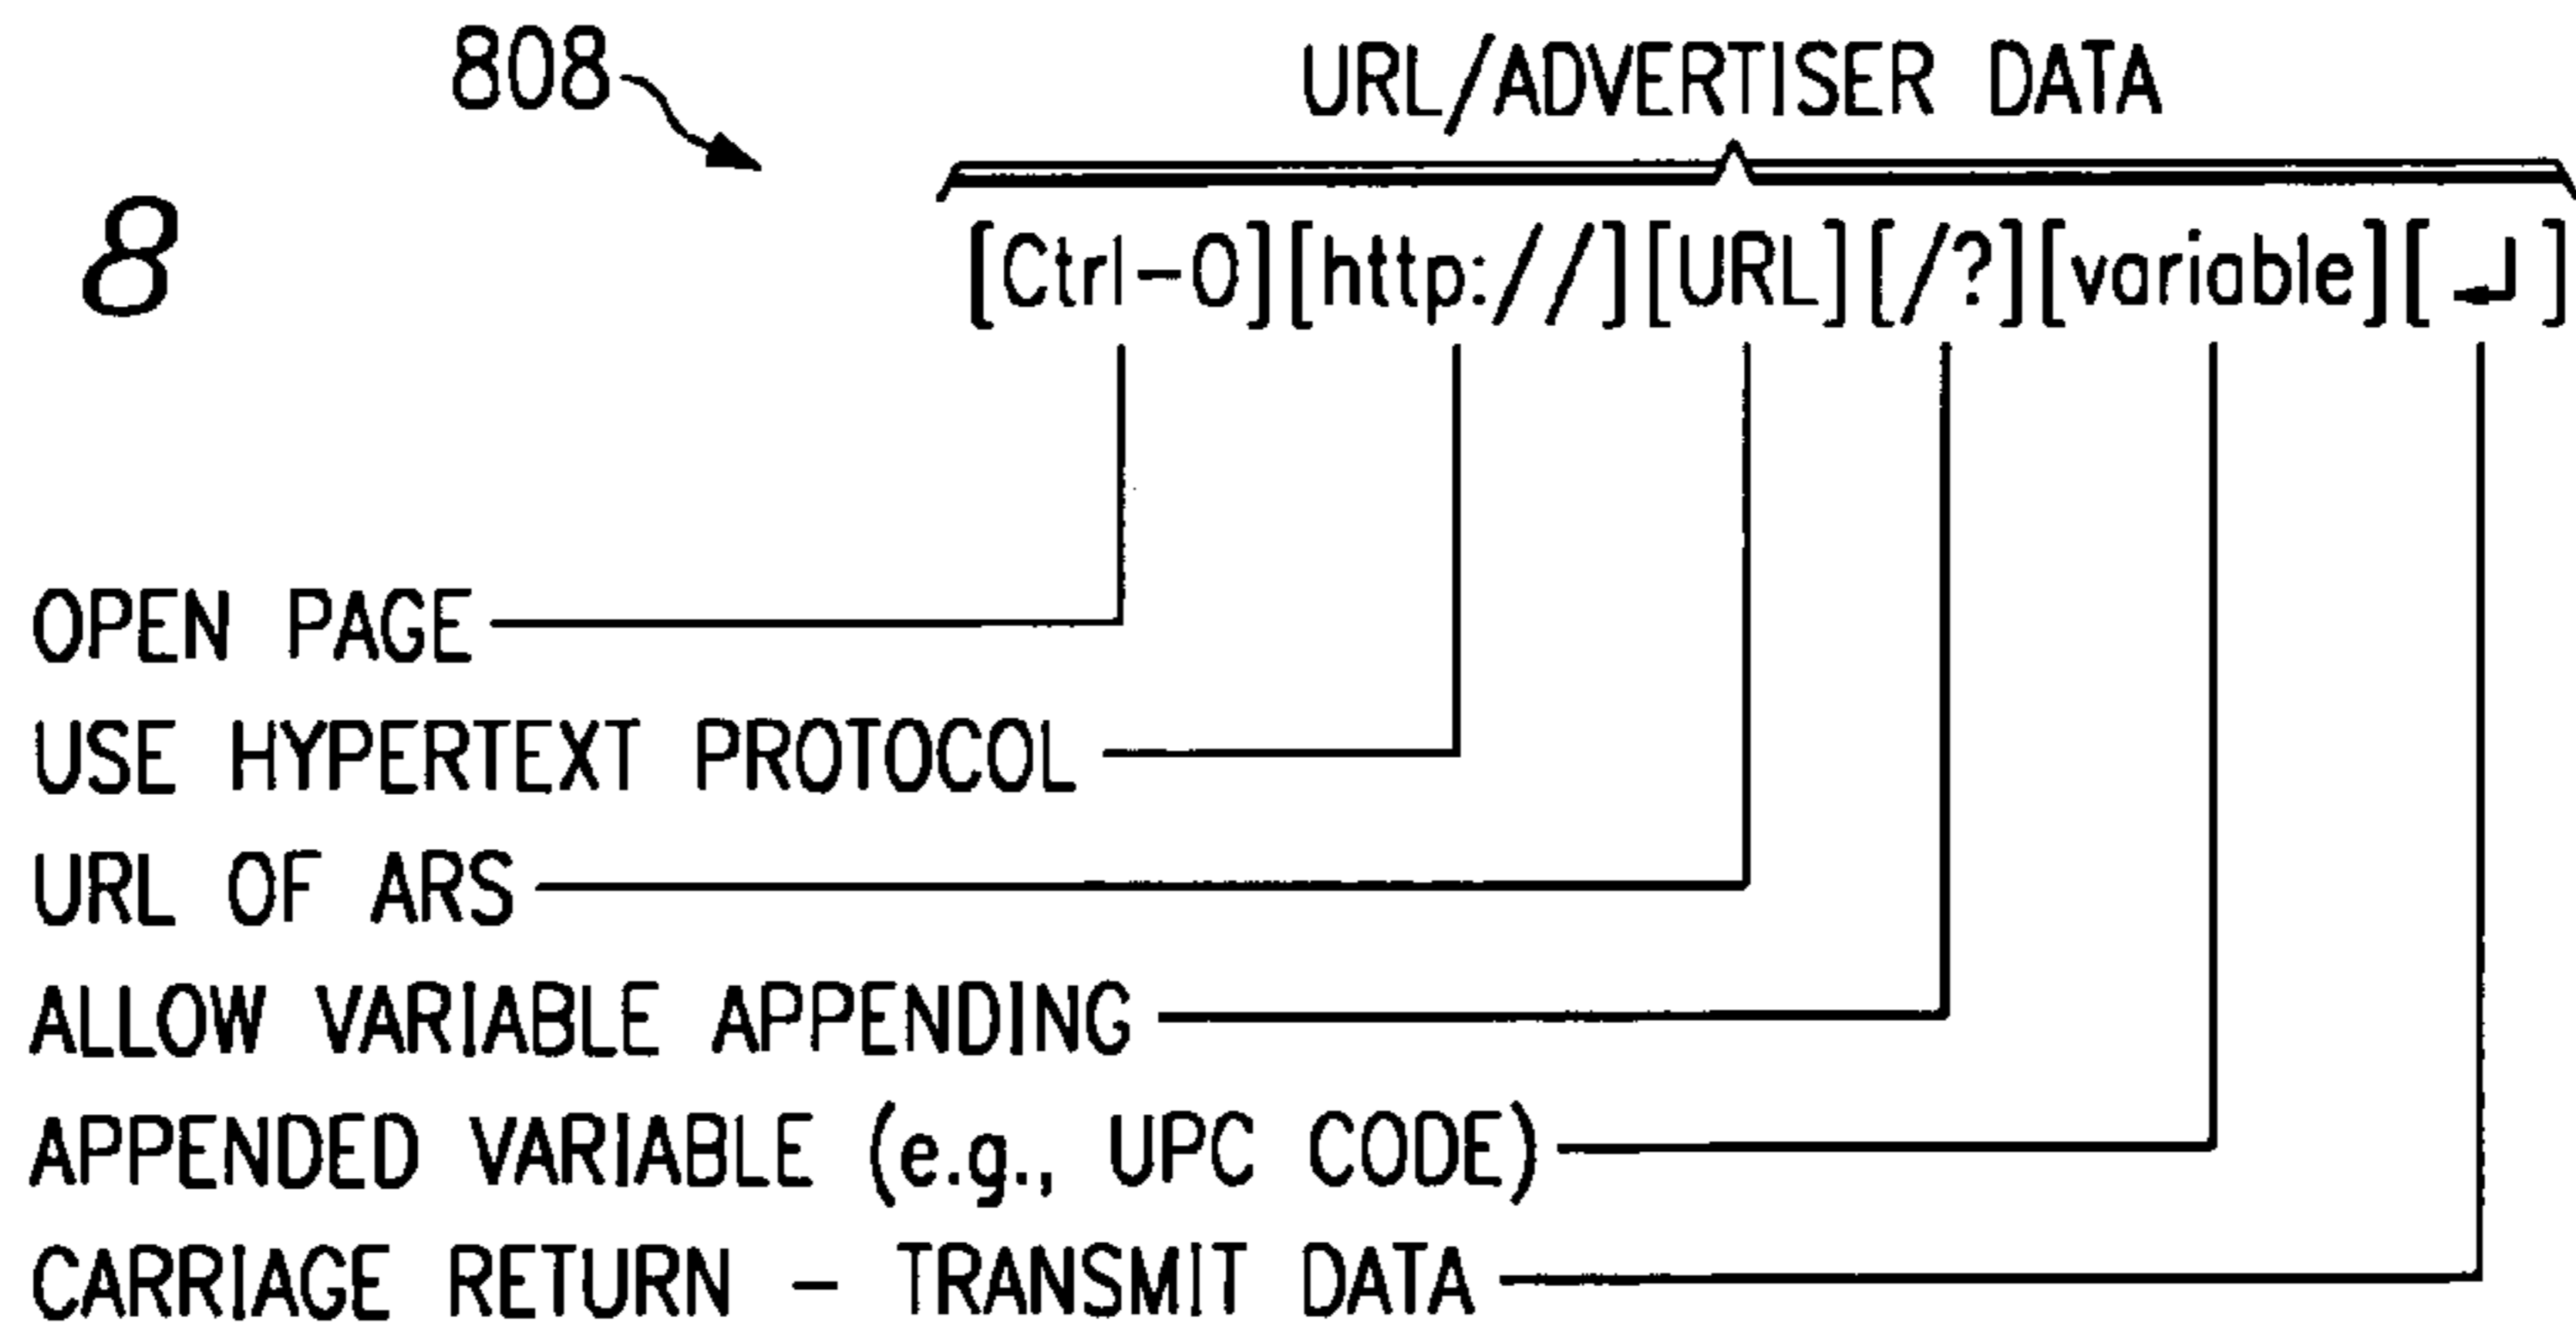 808
URL/ADVERTISER DATA
8
[Ctrl-O][http://][URL][/?][variable][↵]
OPEN PAGE
USE HYPERTEXT PROTOCOL
URL OF ARS
ALLOW VARIABLE APPENDING
APPENDED VARIABLE (e.g., UPC CODE)
CARRIAGE RETURN - TRANSMIT DATA